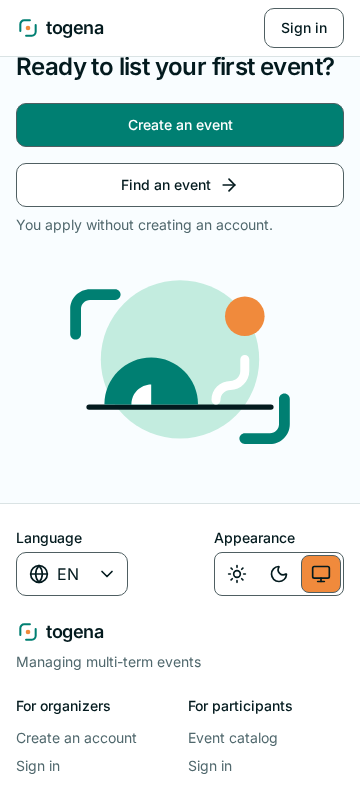 togena
Sign in
Ready to list your first event?
Create an event
Find an event
You apply without creating an account.
Language
Appearance
EN
togena
Managing multi-term events
For organizers
For participants
Create an account
Event catalog
Sign in
Sign in